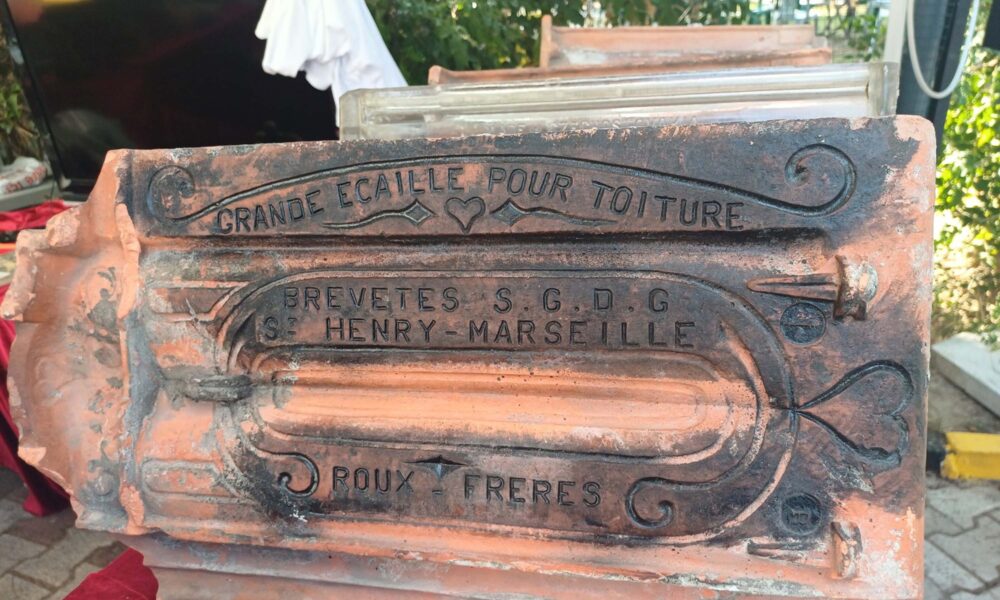 GRANDE ECAILLE POUR TOITURE
BREVETES S.G.D.G
ST HENRY-MARSEILLE
ROUX-FRERES